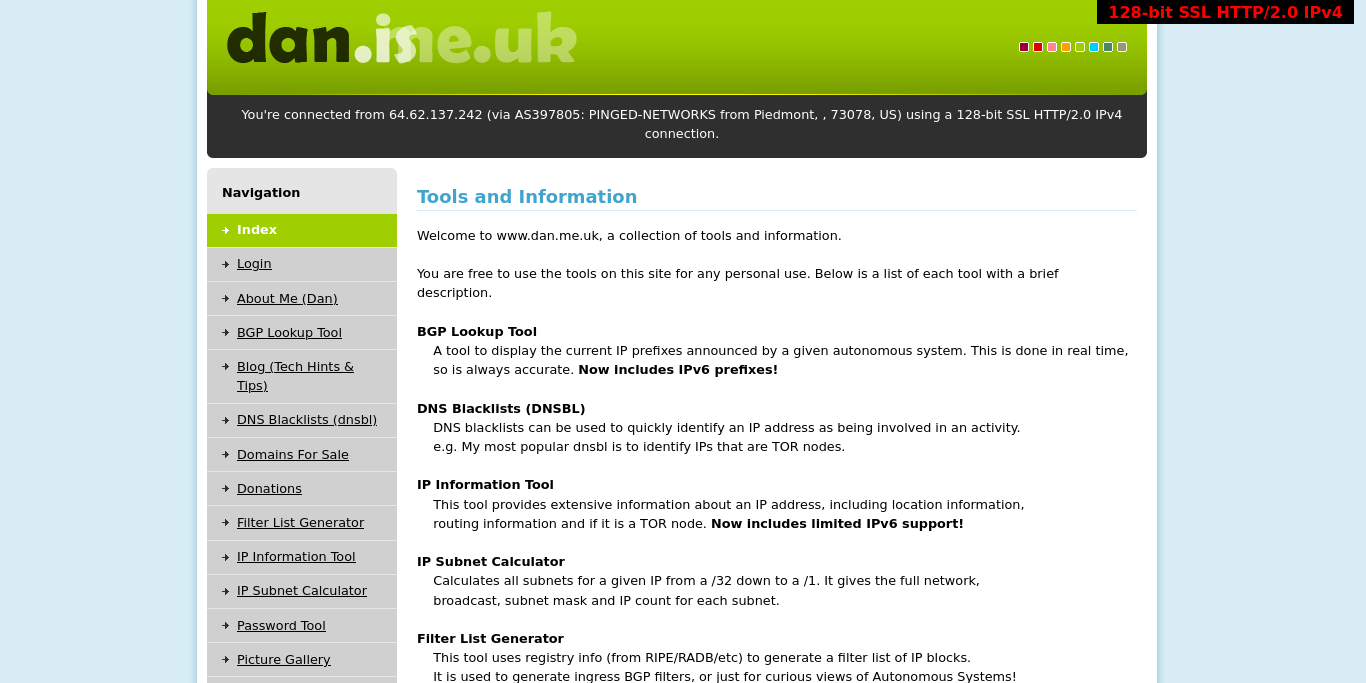 128-bit SSL HTTP/2.0 IPv4
dan.me.uk
You're connected from 64.62.137.242 (via AS397805: PINGED-NETWORKS from Piedmont, , 73078, US) using a 128-bit SSL HTTP/2.0 IPv4
connection.
Navigation
Index
Login
About Me (Dan)
BGP Lookup Tool
Blog (Tech Hints &
Tips)
DNS Blacklists (dnsbl)
Domains For Sale
Donations
Filter List Generator
IP Information Tool
IP Subnet Calculator
Password Tool
Picture Gallery
Tools and Information
Welcome to www.dan.me.uk, a collection of tools and information.
You are free to use the tools on this site for any personal use. Below is a list of each tool with a brief
description.
BGP Lookup Tool
A tool to display the current IP prefixes announced by a given autonomous system. This is done in real time,
so is always accurate. Now includes IPv6 prefixes!
DNS Blacklists (DNSBL)
DNS blacklists can be used to quickly identify an IP address as being involved in an activity.
e.g. My most popular dnsbl is to identify IPs that are TOR nodes.
IP Information Tool
This tool provides extensive information about an IP address, including location information,
routing information and if it is a TOR node. Now includes limited IPv6 support!
IP Subnet Calculator
Calculates all subnets for a given IP from a /32 down to a /1. It gives the full network,
broadcast, subnet mask and IP count for each subnet.
Filter List Generator
This tool uses registry info (from RIPE/RADB/etc) to generate a filter list of IP blocks.
It is used to generate ingress BGP filters, or just for curious views of Autonomous Systems!